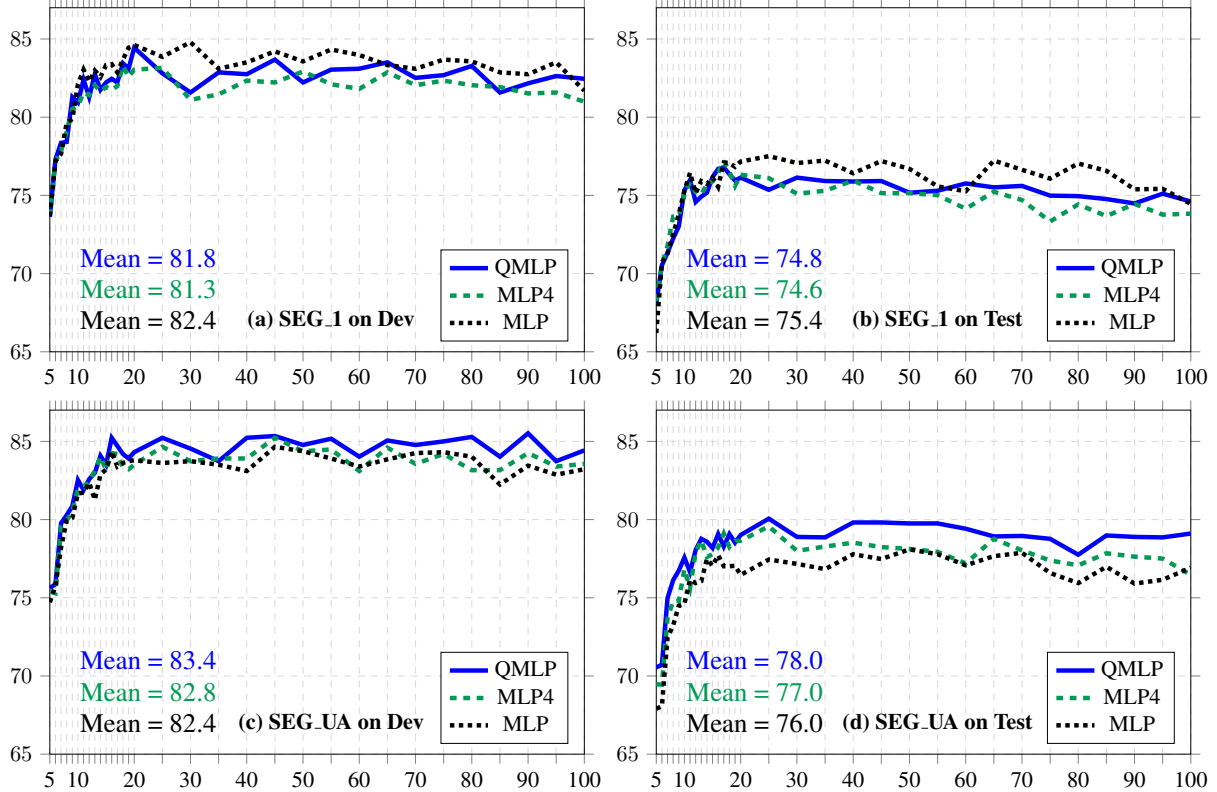 85
80
75
70
65
5 10 20 30 40 50 60 70 80 90 100
Mean = 81.8
Mean = 81.3
Mean = 82.4
(a) SEG_1 on Dev
QMLP
MLP4
MLP
85
80
75
70
65
5 10 20 30 40 50 60 70 80 90 100
Mean = 74.8
Mean = 74.6
Mean = 75.4
(b) SEG_1 on Test
QMLP
MLP4
MLP
85
80
75
70
65
5 10 20 30 40 50 60 70 80 90 100
Mean = 83.4
Mean = 82.8
Mean = 82.4
(c) SEG_UA on Dev
QMLP
MLP4
MLP
85
80
75
70
65
5 10 20 30 40 50 60 70 80 90 100
Mean = 78.0
Mean = 77.0
Mean = 76.0
(d) SEG_UA on Test
QMLP
MLP4
MLP